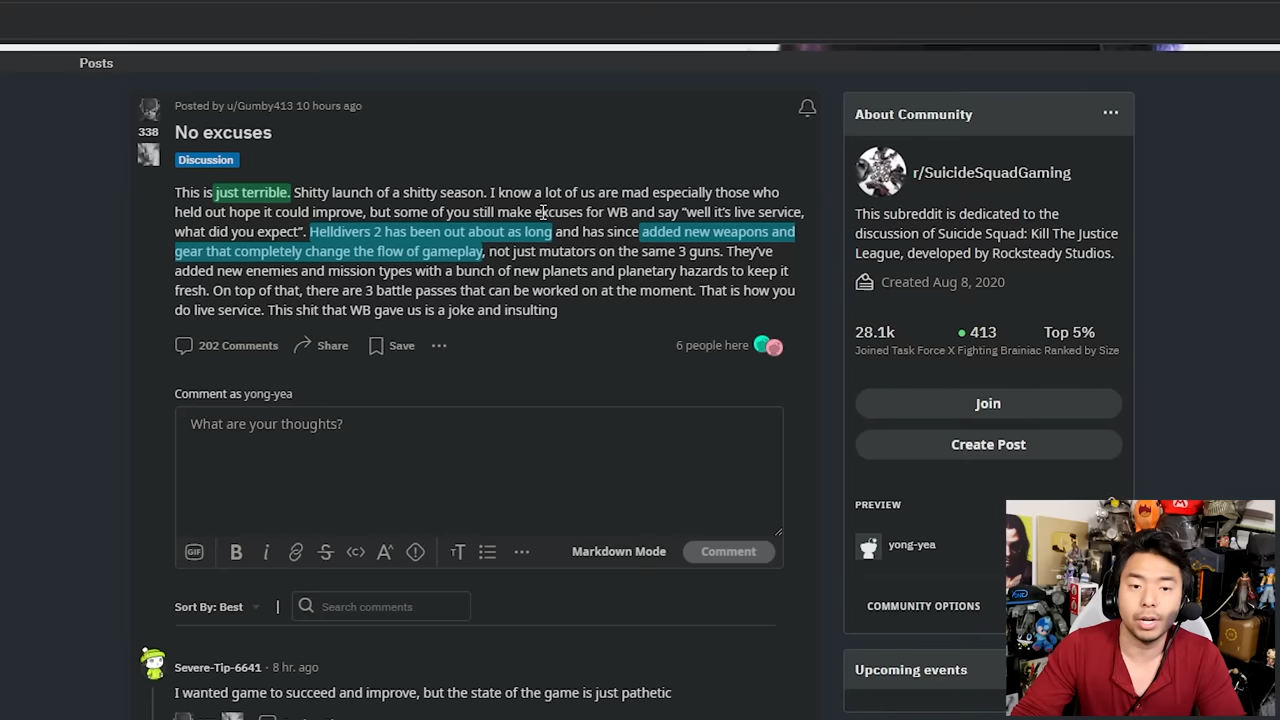 Posts
Posted by u/Gumby413 10 hours ago
338
No excuses
Discussion
This is just terrible. Shitty launch of a shitty season. I know a lot of us are mad especially those who
held out hope it could improve, but some of you still make excuses for WB and say “well it’s live service,
what did you expect”. Helldivers 2 has been out about as long and has since added new weapons and
gear that completely change the flow of gameplay, not just mutators on the same 3 guns. They’ve
added new enemies and mission types with a bunch of new planets and planetary hazards to keep it
fresh. On top of that, there are 3 battle passes that can be worked on at the moment. That is how you
do live service. This shit that WB gave us is a joke and insulting
202 Comments Share Save ...
6 people here
Comment as yong-yea
What are your thoughts?
GIF B i Markdown Mode Comment
Sort By: Best | Search comments
Severe-Tip-6641 · 8 hr. ago
I wanted game to succeed and improve, but the state of the game is just pathetic
About Community
r/SuicideSquadGaming
This subreddit is dedicated to the
discussion of Suicide Squad: Kill The Justice
League, developed by Rocksteady Studios.
Created Aug 8, 2020
28.1k 413 Top 5%
Joined Task Force X Fighting Brainiac Ranked by Size
Join
Create Post
PREVIEW
yong-yea
COMMUNITY OPTIONS
Upcoming events